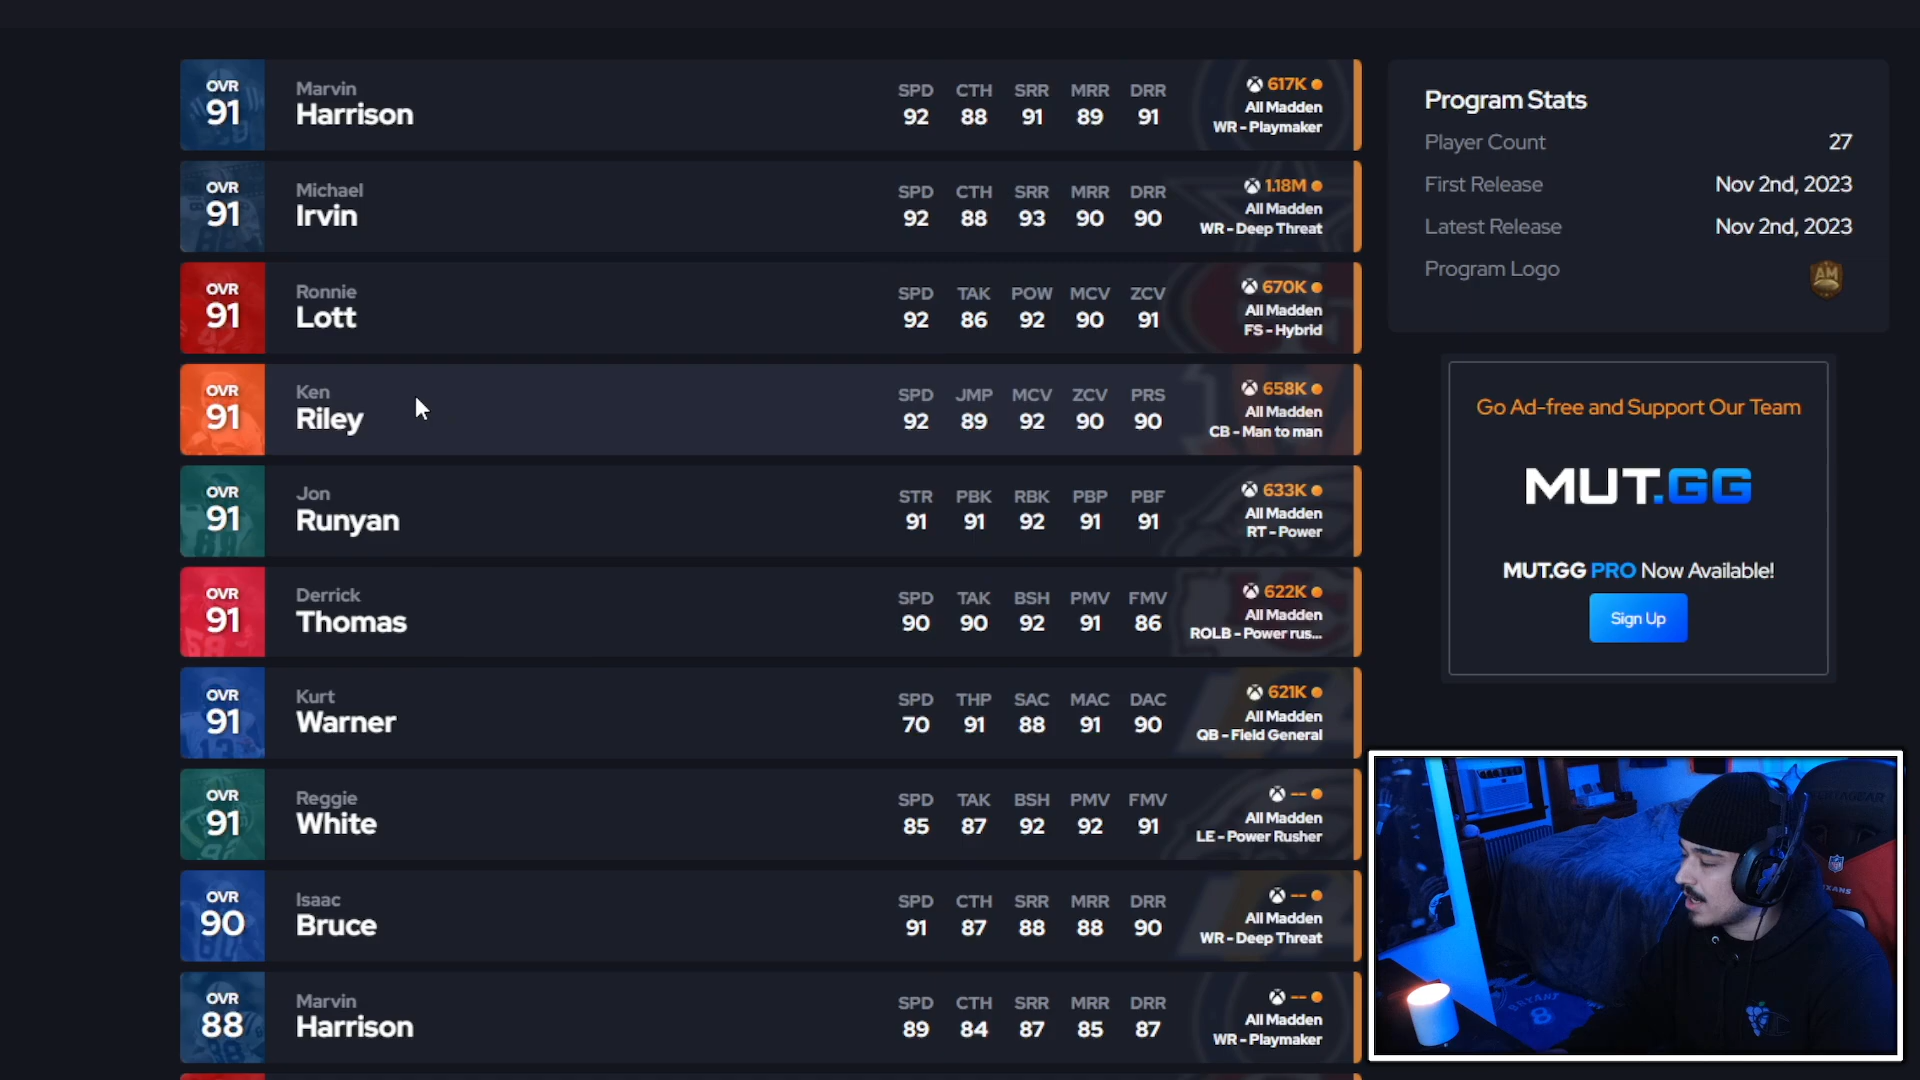 OVR
91
Marvin
Harrison
SPD CTH SRR MRR DRR
92 88 91 89 91
617K
All Madden
WR - Playmaker
OVR
91
Michael
Irvin
SPD CTH SRR MRR DRR
92 88 93 90 90
1.18M
All Madden
WR - Deep Threat
OVR
91
Ronnie
Lott
SPD TAK POW MCV ZCV
92 86 92 90 91
670K
All Madden
FS - Hybrid
OVR
91
Ken
Riley
SPD JMP MCV ZCV PRS
92 89 92 90 90
658K
All Madden
CB - Man to man
OVR
91
Jon
Runyan
STR PBK RBK PBP PBF
91 91 92 91 91
633K
All Madden
RT - Power
OVR
91
Derrick
Thomas
SPD TAK BSH PMV FMV
90 90 92 91 86
622K
All Madden
ROLB - Power rus...
OVR
91
Kurt
Warner
SPD THP SAC MAC DAC
70 91 88 91 90
621K
All Madden
QB - Field General
OVR
91
Reggie
White
SPD TAK BSH PMV FMV
85 87 92 92 91
--
All Madden
LE - Power Rusher
OVR
90
Isaac
Bruce
SPD CTH SRR MRR DRR
91 87 88 88 90
--
All Madden
WR - Deep Threat
OVR
88
Marvin
Harrison
SPD CTH SRR MRR DRR
89 84 87 85 87
--
All Madden
WR - Playmaker
Program Stats
Player Count 27
First Release Nov 2nd, 2023
Latest Release Nov 2nd, 2023
Program Logo
AM
Go Ad-free and Support Our Team
MUT.GG
MUT.GG PRO Now Available!
Sign Up
BRYANT
8